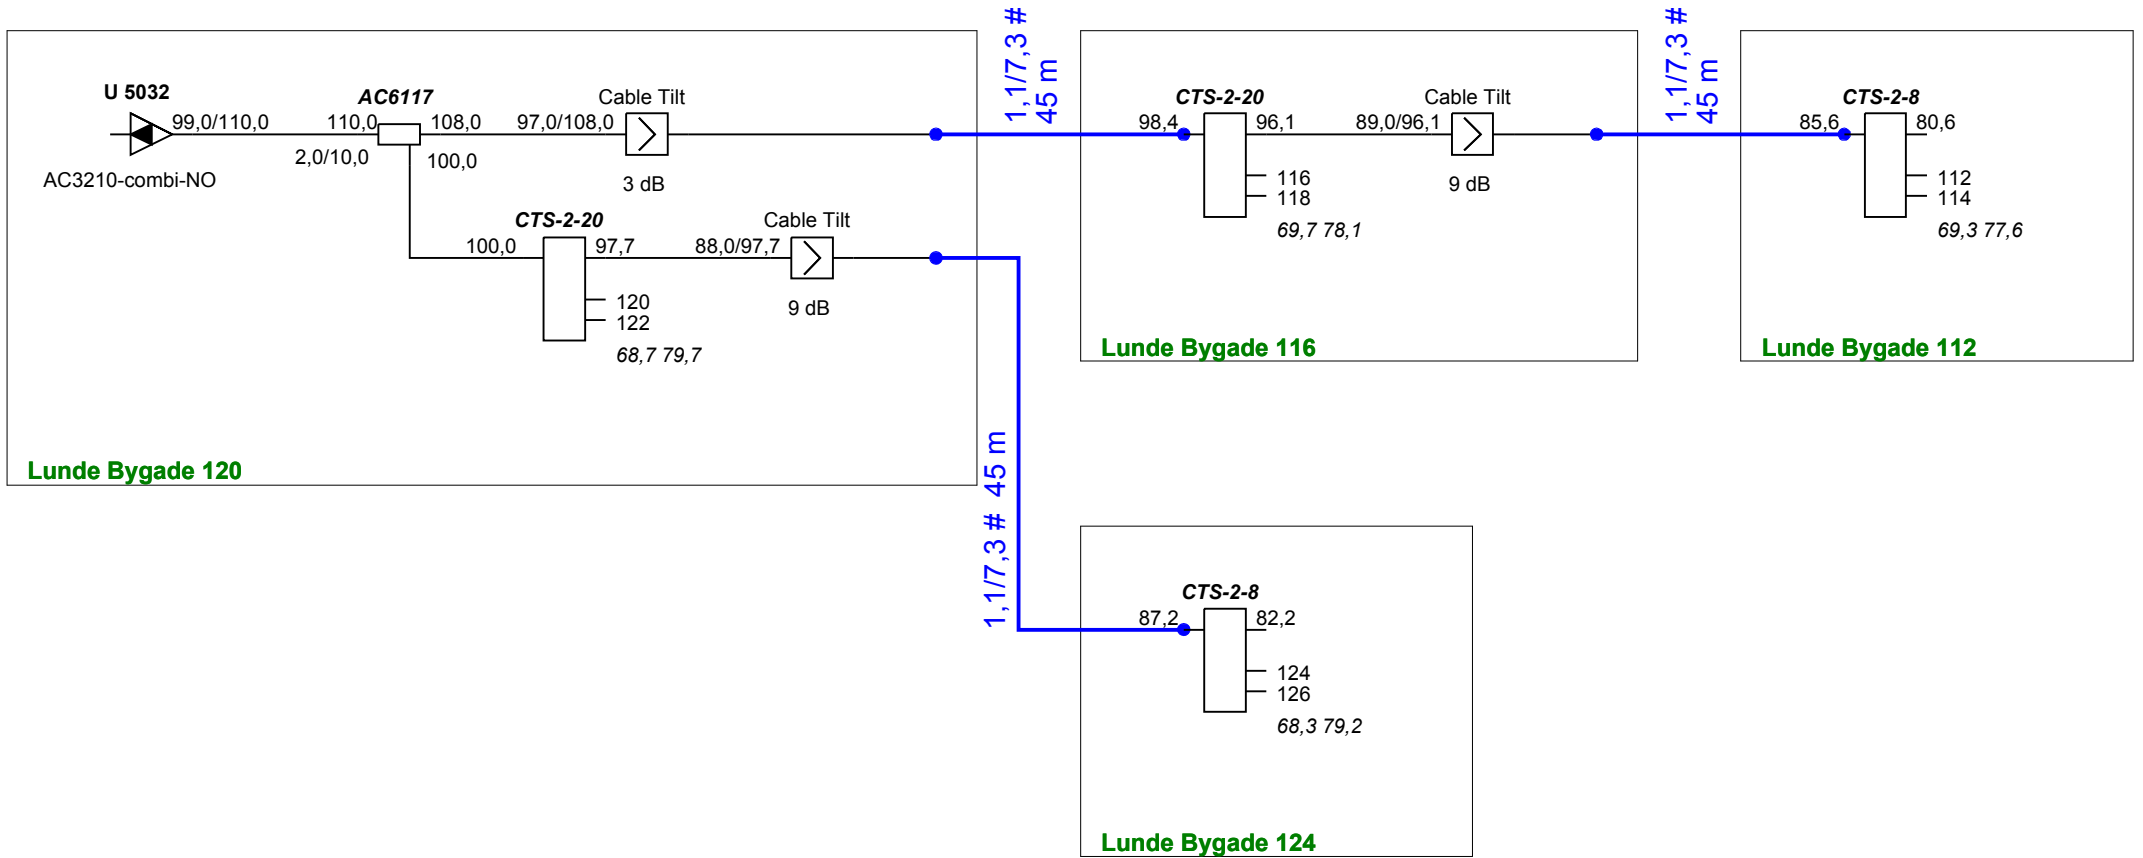 U 5032
99,0/110,0
AC3210-combi-NO
AC6117
110,0
108,0
2,0/10,0
100,0
97,0/108,0
Cable Tilt
3 dB
CTS-2-20
100,0
97,7
120
122
68,7 79,7
88,0/97,7
Cable Tilt
9 dB
Lunde Bygade 120
1,1/7,3 #
45 m
CTS-2-20
98,4
96,1
116
118
69,7 78,1
89,0/96,1
Cable Tilt
9 dB
Lunde Bygade 116
1,1/7,3 #
45 m
CTS-2-8
85,6
80,6
112
114
69,3 77,6
Lunde Bygade 112
1,1/7,3 # 45 m
CTS-2-8
87,2
82,2
124
126
68,3 79,2
Lunde Bygade 124